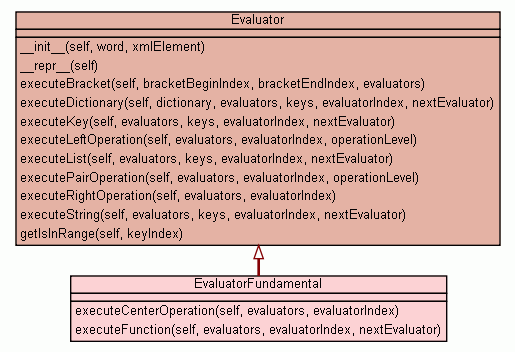 Evaluator
__init__(self, word, xmlElement)
__repr__(self)
executeBracket(self, bracketBeginIndex, bracketEndIndex, evaluators)
executeDictionary(self, dictionary, evaluators, keys, evaluatorIndex, nextEvaluator)
executeKey(self, evaluators, keys, evaluatorIndex, nextEvaluator)
executeLeftOperation(self, evaluators, evaluatorIndex, operationLevel)
executeList(self, evaluators, keys, evaluatorIndex, nextEvaluator)
executePairOperation(self, evaluators, evaluatorIndex, operationLevel)
executeRightOperation(self, evaluators, evaluatorIndex)
executeString(self, evaluators, keys, evaluatorIndex, nextEvaluator)
getIsInRange(self, keyIndex)
EvaluatorFundamental
executeCenterOperation(self, evaluators, evaluatorIndex)
executeFunction(self, evaluators, evaluatorIndex, nextEvaluator)